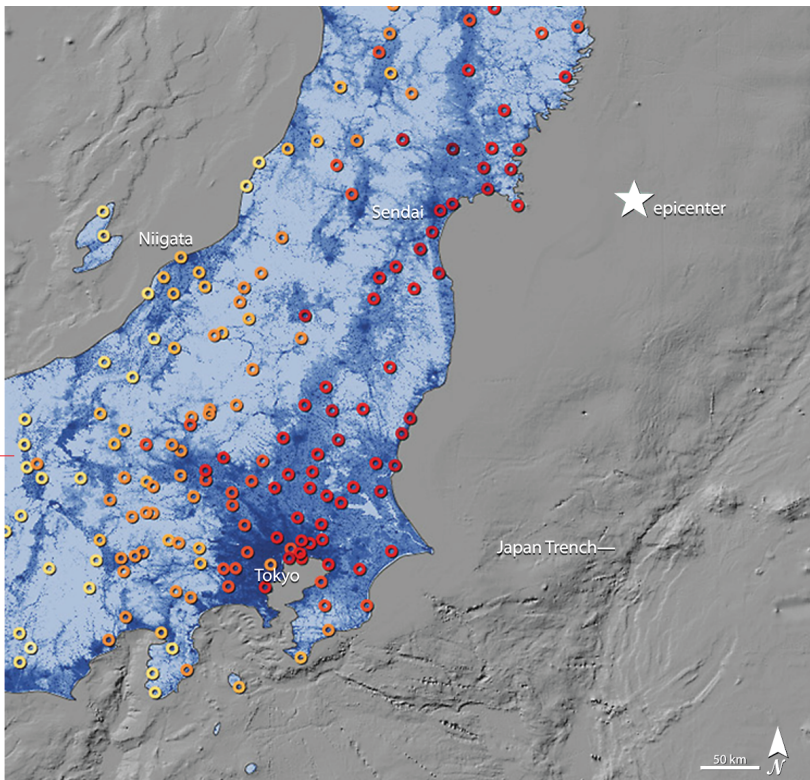 Sendai
epicenter
Niigata
Japan Trench
Tokyo
50 km
N